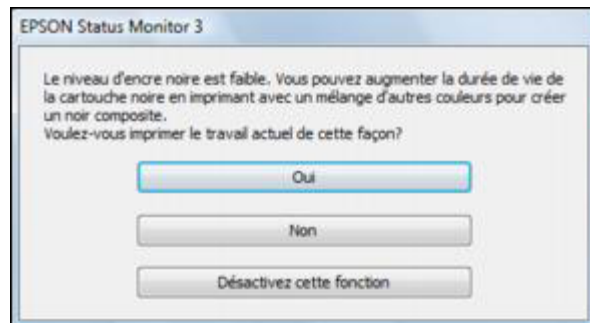 EPSON Status Monitor 3
Le niveau d'encre noire est faible. Vous pouvez augmenter la durée de vie de
la cartouche noire en imprimant avec un mélange d'autres couleurs pour créer
un noir composite.
Voulez-vous imprimer le travail actuel de cette façon?
Oui
Non
Désactivez cette fonction